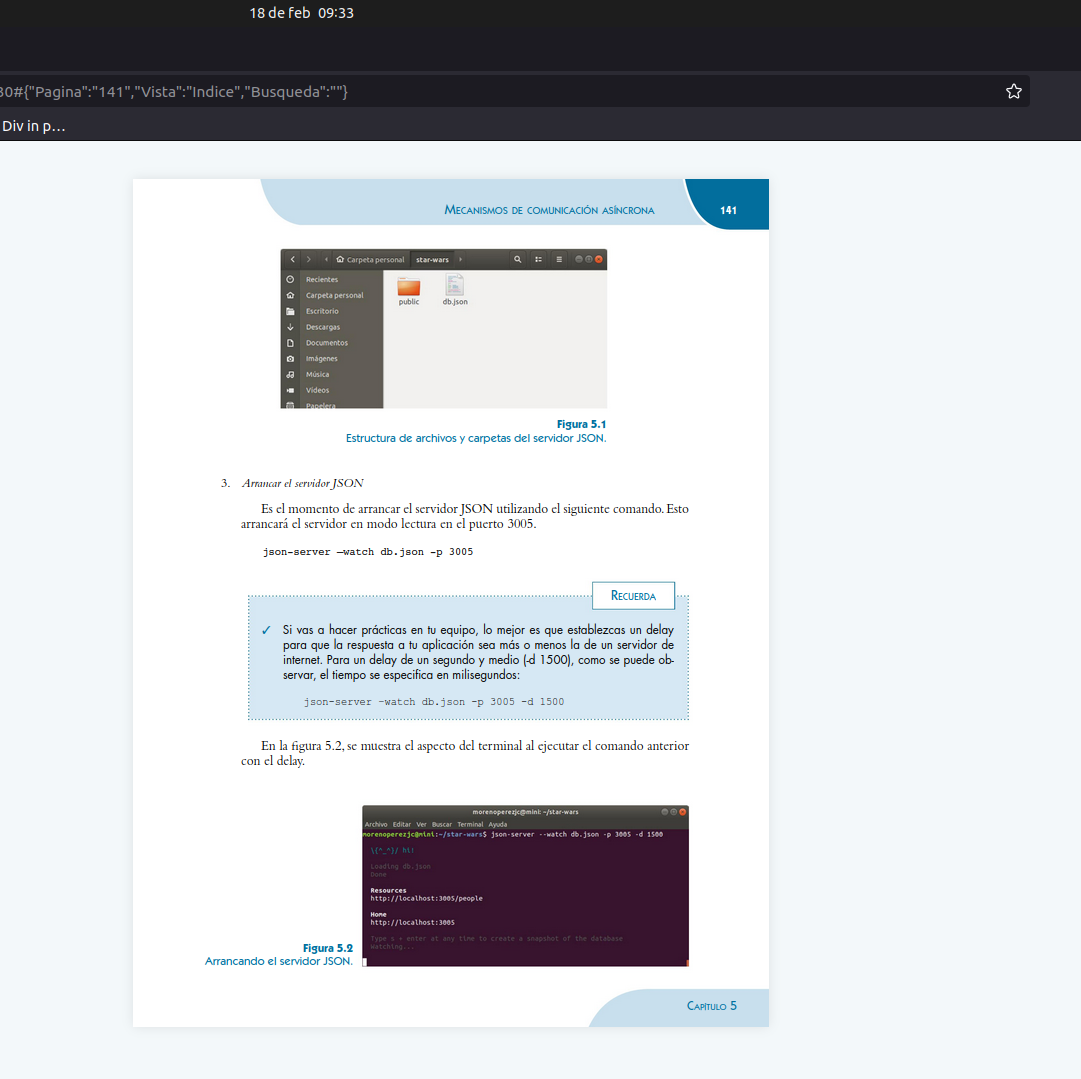 18 de feb 09:33
30#{"Pagina":"141","Vista":"Indice","Busqueda":""}
Div in p…
Mecanismos de comunicación asíncrona
141
Carpeta personal star-wars
Recientes
Carpeta personal
Escritorio
Descargas
Documentos
Imágenes
Música
Vídeos
Papelera
public
db.json
Figura 5.1
Estructura de archivos y carpetas del servidor JSON.
3. Arrancar el servidor JSON
Es el momento de arrancar el servidor JSON utilizando el siguiente comando. Esto
arrancará el servidor en modo lectura en el puerto 3005.
json-server –watch db.json -p 3005
Recuerda
✓ Si vas a hacer prácticas en tu equipo, lo mejor es que establezcas un delay
para que la respuesta a tu aplicación sea más o menos la de un servidor de
internet. Para un delay de un segundo y medio (-d 1500), como se puede ob-
servar, el tiempo se especifica en milisegundos:
json-server –watch db.json -p 3005 -d 1500
En la figura 5.2, se muestra el aspecto del terminal al ejecutar el comando anterior
con el delay.
morenoperezjc@mini: ~/star-wars
Archivo Editar Ver Buscar Terminal Ayuda
morenoperezjc@mini:~/star-wars$ json-server --watch db.json -p 3005 -d 1500
\{^_^}/ hi!
Loading db.json
Done
Resources
http://localhost:3005/people
Home
http://localhost:3005
Type s + enter at any time to create a snapshot of the database
Watching...
Figura 5.2
Arrancando el servidor JSON.
Capítulo 5